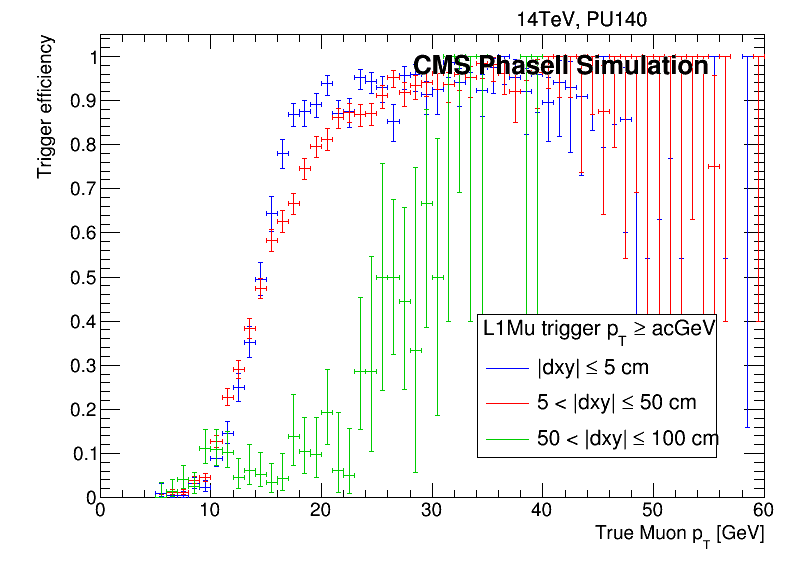 14TeV, PU140
CMS PhaseII Simulation
Trigger efficiency
1
0.9
0.8
0.7
0.6
0.5
0.4
0.3
0.2
0.1
0
L1Mu trigger p_T ≥ acGeV
|dxy| ≤ 5 cm
5 < |dxy| ≤ 50 cm
50 < |dxy| ≤ 100 cm
0 10 20 30 40 50 60
True Muon p_T [GeV]